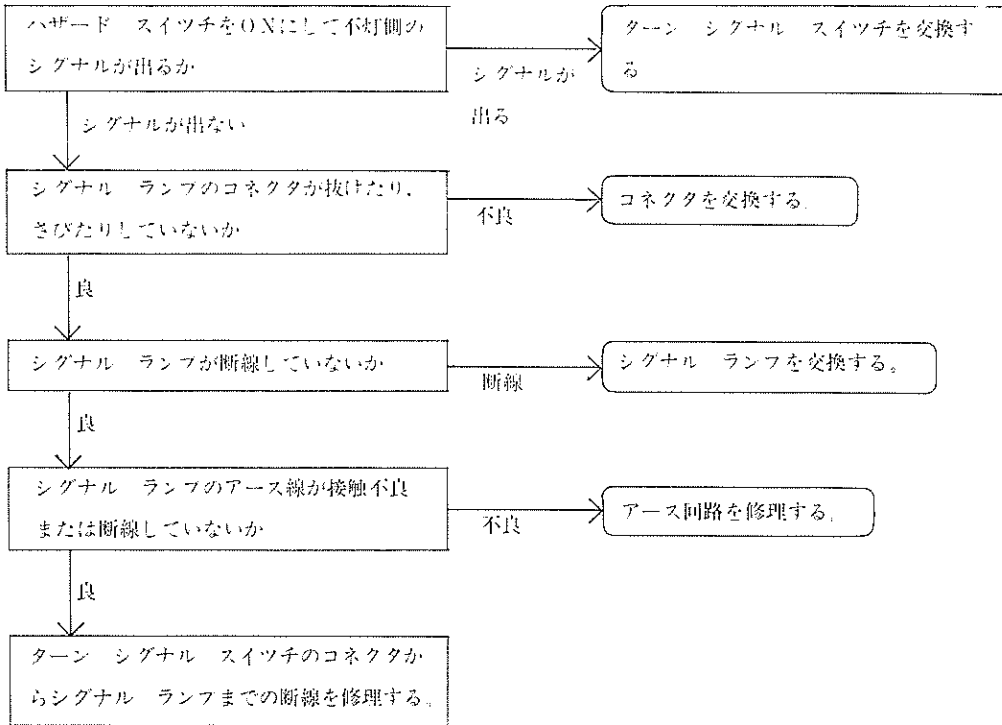 ハザード スイツチをONにして不灯側の
シグナルが出るか
シグナルが
出る
ターン シグナル スイツチを交換す
る
シグナルが出ない
シグナル ランプのコネクタが抜けたり,
さびたりしていないか
不良
コネクタを交換する.
良
シグナル ランプが断線していないか
断線
シグナル ランプを交換する。
良
シグナル ランプのアース線が接触不良
または断線していないか
不良
アース回路を修理する.
良
ターン シグナル スイツチのコネクタか
らシグナル ランプまでの断線を修理する。